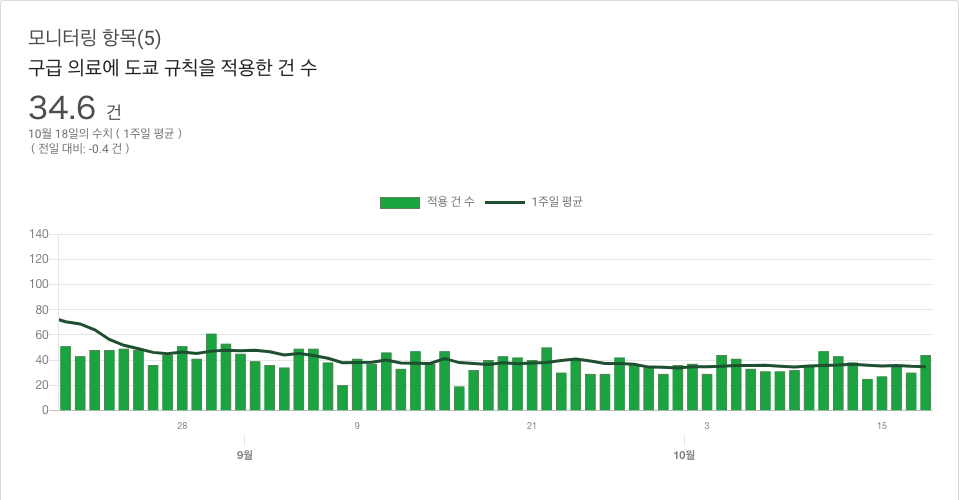 모니터링 항목(5)
구급 의료에 도쿄 규칙을 적용한 건 수
34.6 건
10월 18일의 수치 ( 1주일 평균 )
( 전일 대비: -0.4 건 )
적용 건 수 1주일 평균
140
120
100
80
60
40
20
0
28 9 21 3 15
9월 10월